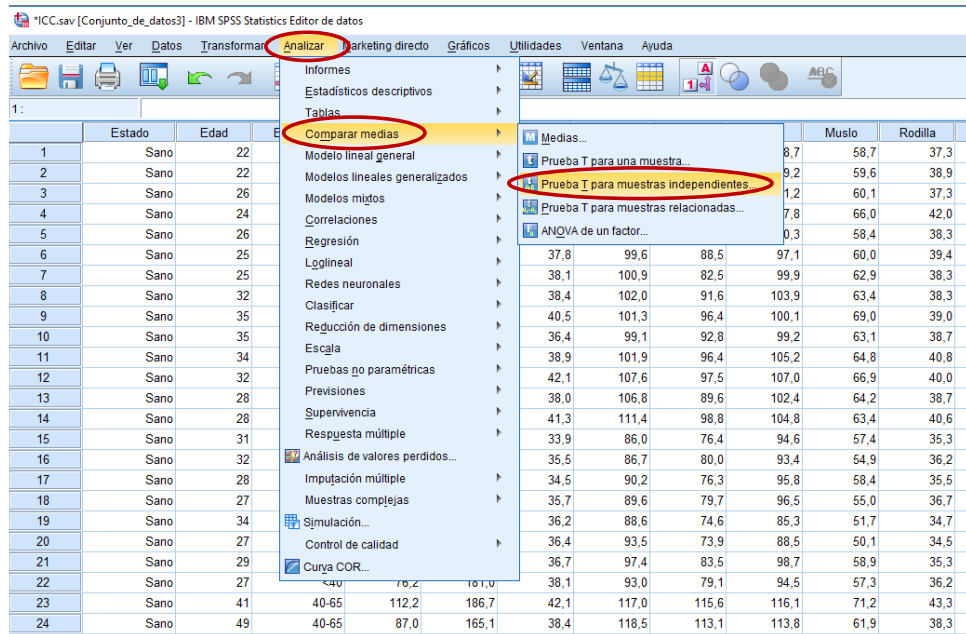 *ICC.sav [Conjunto_de_datos3] - IBM SPSS Statistics Editor de datos
Archivo Editar Ver Datos Transformar Analizar Marketing directo Gráficos Utilidades Ventana Ayuda
1 :
Estado Edad Muslo Rodilla
Informes
Estadísticos descriptivos
Tablas
Comparar medias
Modelo lineal general
Modelos lineales generalizados
Modelos mixtos
Correlaciones
Regresión
Loglineal
Redes neuronales
Clasificar
Reducción de dimensiones
Escala
Pruebas no paramétricas
Previsiones
Supervivencia
Respuesta múltiple
Análisis de valores perdidos...
Imputación múltiple
Muestras complejas
Simulación...
Control de calidad
Curva COR...
Medias...
Prueba T para una muestra...
Prueba T para muestras independientes...
Prueba T para muestras relacionadas...
ANOVA de un factor...
1 Sano 22 8,7 58,7 37,3
2 Sano 22 9,2 59,6 38,9
3 Sano 26 1,2 60,1 37,3
4 Sano 24 7,8 66,0 42,0
5 Sano 26 0,3 58,4 38,3
6 Sano 25 37,8 99,6 88,5 97,1 60,0 39,4
7 Sano 25 38,1 100,9 82,5 99,9 62,9 38,3
8 Sano 32 38,4 102,0 91,6 103,9 63,4 38,3
9 Sano 35 40,5 101,3 96,4 100,1 69,0 39,0
10 Sano 35 36,4 99,1 92,8 99,2 63,1 38,7
11 Sano 34 38,9 101,9 96,4 105,2 64,8 40,8
12 Sano 32 42,1 107,6 97,5 107,0 66,9 40,0
13 Sano 28 38,0 106,8 89,6 102,4 64,2 38,7
14 Sano 28 41,3 111,4 98,8 104,8 63,4 40,6
15 Sano 31 33,9 86,0 76,4 94,6 57,4 35,3
16 Sano 32 35,5 86,7 80,0 93,4 54,9 36,2
17 Sano 28 34,5 90,2 76,3 95,8 58,4 35,5
18 Sano 27 35,7 89,6 79,7 96,5 55,0 36,7
19 Sano 34 36,2 88,6 74,6 85,3 51,7 34,7
20 Sano 27 36,4 93,5 73,9 88,5 50,1 34,5
21 Sano 29 36,7 97,4 83,5 98,7 58,9 35,3
22 Sano 27 <40 76,2 181,0 38,1 93,0 79,1 94,5 57,3 36,2
23 Sano 41 40-65 112,2 186,7 42,1 117,0 115,6 116,1 71,2 43,3
24 Sano 49 40-65 87,0 165,1 38,4 118,5 113,1 113,8 61,9 38,3